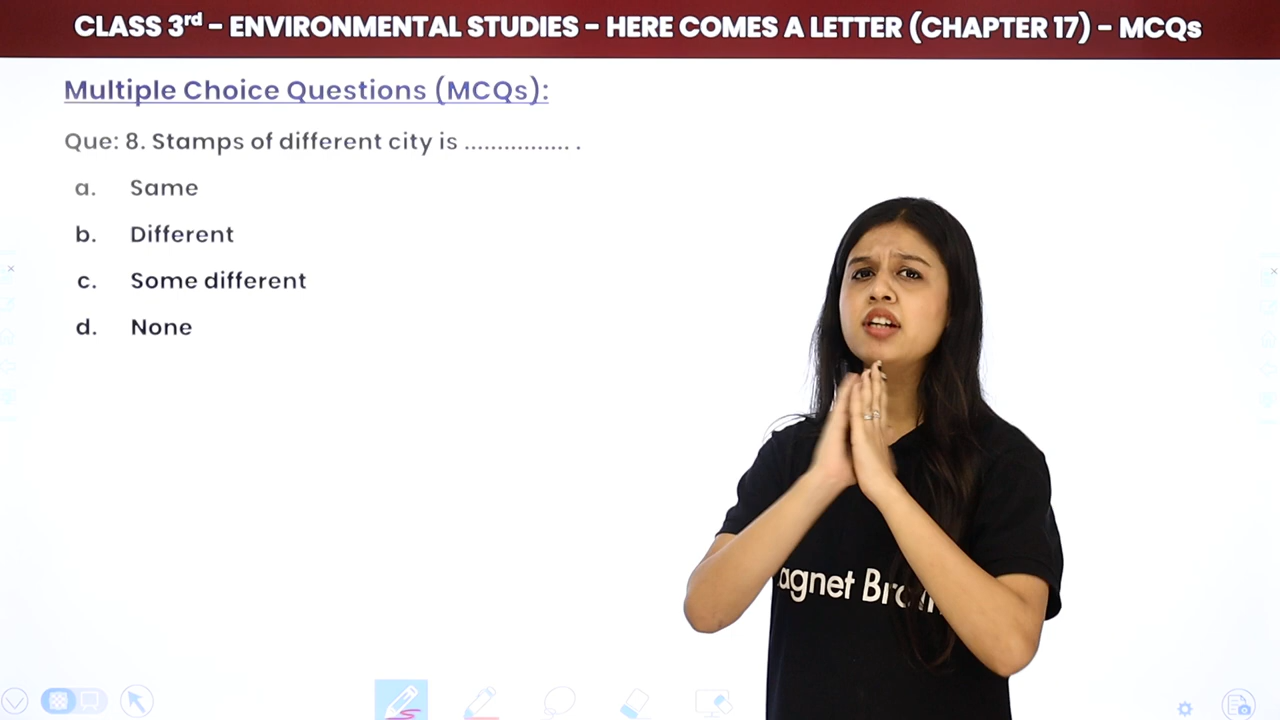 CLASS 3rd – ENVIRONMENTAL STUDIES – HERE COMES A LETTER (CHAPTER 17) – MCQs
Multiple Choice Questions (MCQs):
Que: 8. Stamps of different city is ................ .
a. Same
b. Different
c. Some different
d. None
agnet Brain